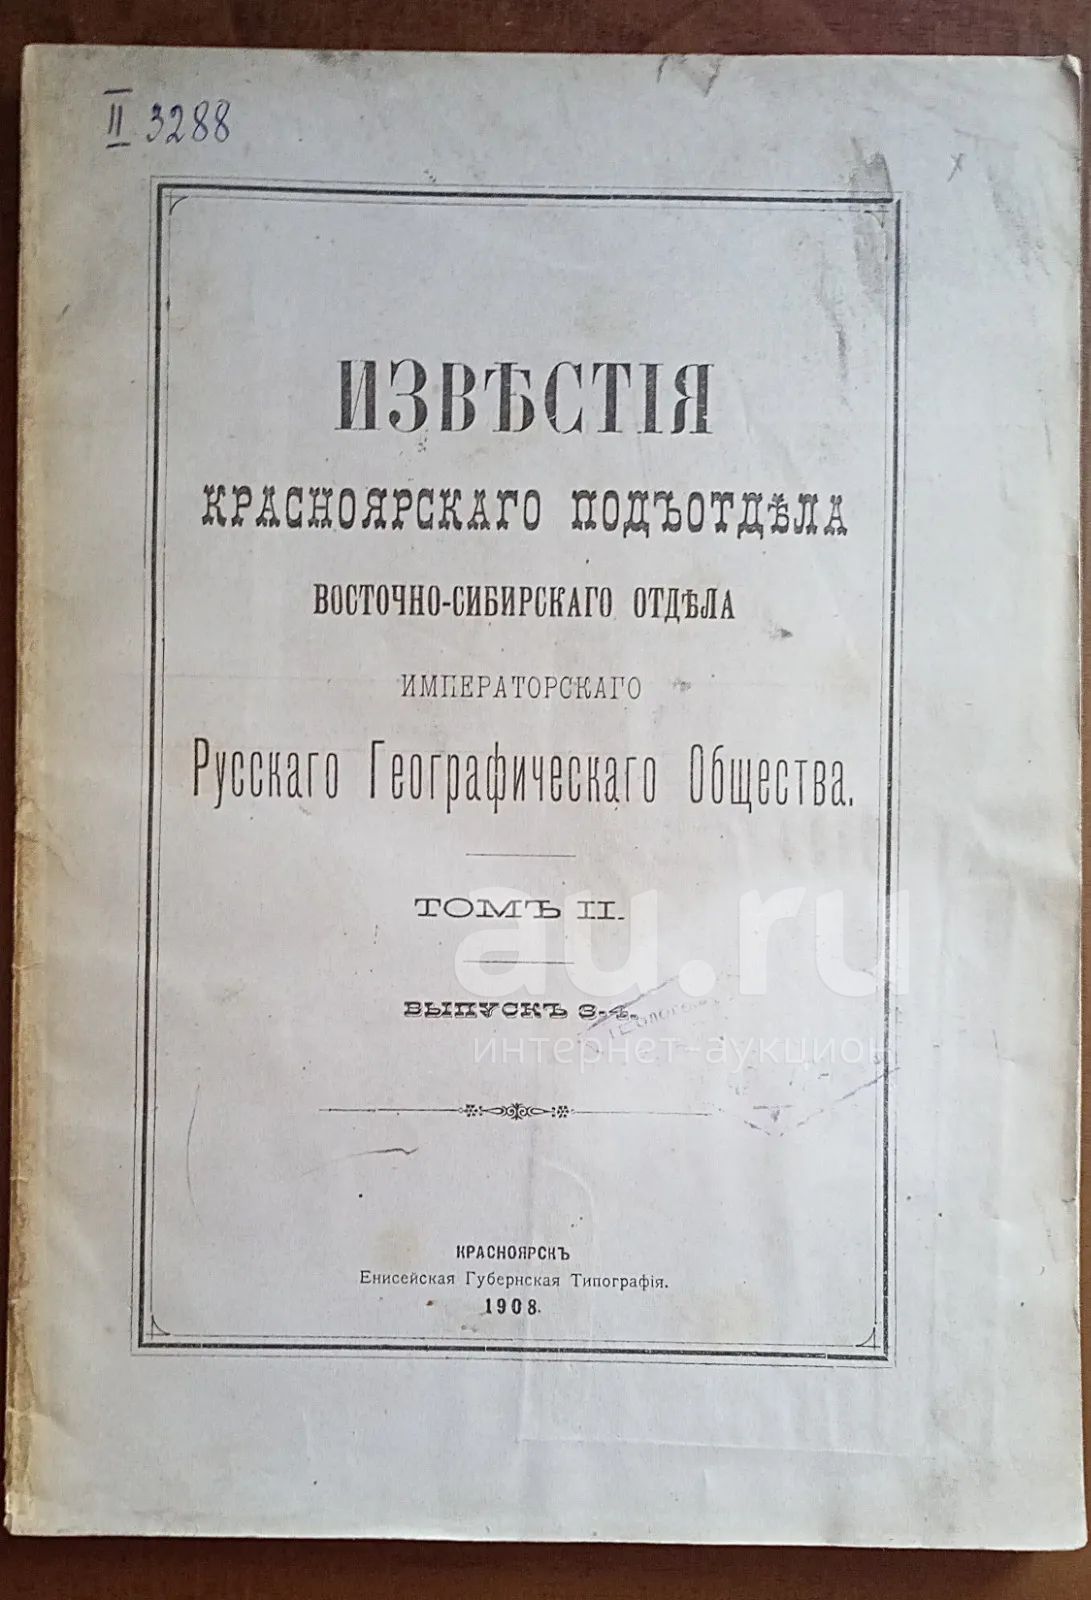 II 3288
ИЗВѢСТІЯ
КРАСНОЯРСКАГО ПОДЪОТДѢЛА
ВОСТОЧНО-СИБИРСКАГО ОТДѢЛА
ИМПЕРАТОРСКАГО
Русскаго Географическаго Общества.
ТОМЪ II.
ВЫПУСКЪ 3-4.
au.ru
интернет-аукцион
КРАСНОЯРСКЪ
Енисейская Губернская Типографія.
1908.